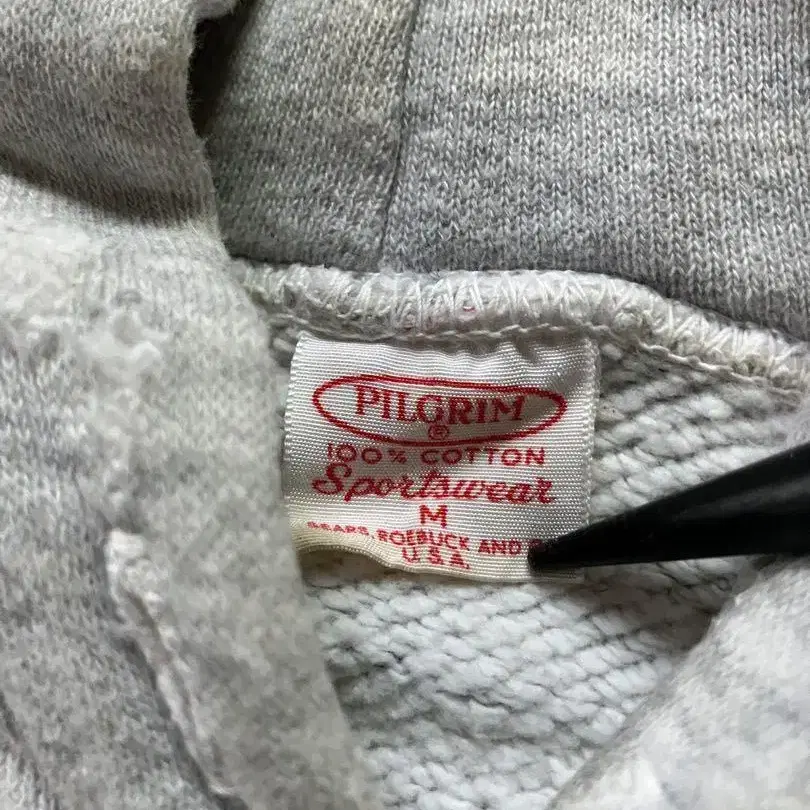 PILGRIM
®
100% COTTON
Sportswear
M
SEARS, ROEBUCK AND
U.S.A.